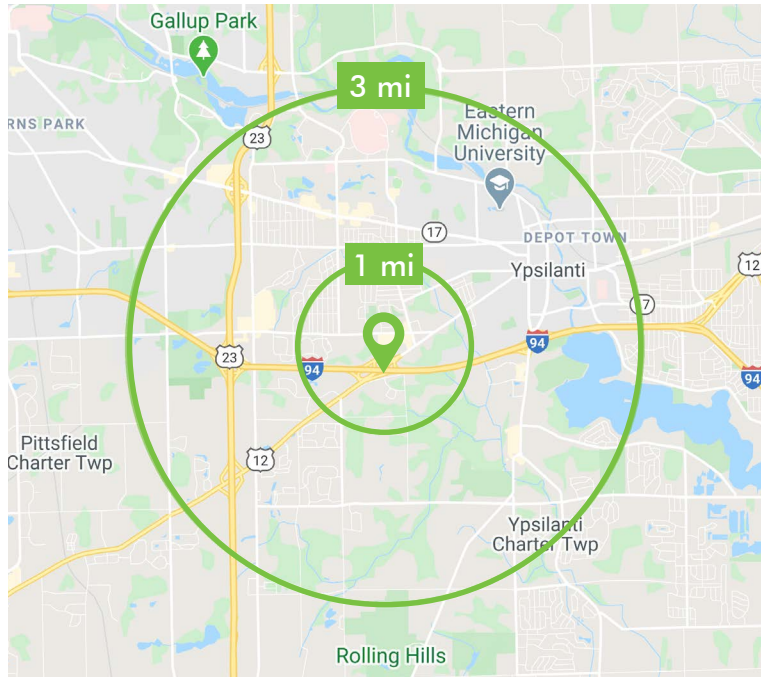 Gallup Park
3 mi
RNS PARK
23
Eastern
Michigan
University
17
DEPOT TOWN
1 mi
Ypsilanti
12
17
94
23
94
94
Pittsfield
Charter Twp
12
Ypsilanti
Charter Twp
Rolling Hills